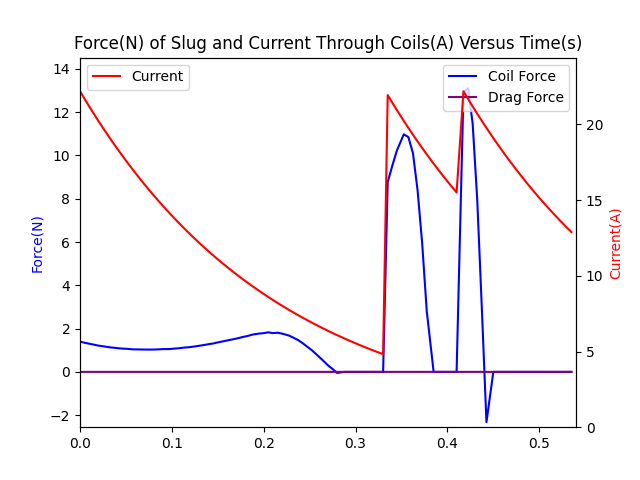 Force(N) of Slug and Current Through Coils(A) Versus Time(s)
Current
Coil Force
Drag Force
Force(N)
14
12
10
8
6
4
2
0
−2
0.0 0.1 0.2 0.3 0.4 0.5
20
15
10
5
0
Current(A)